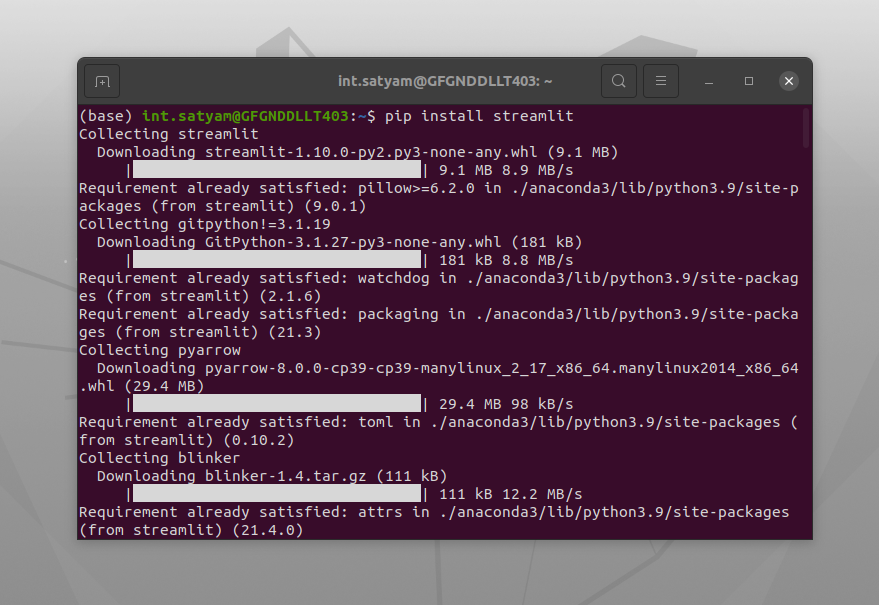 int.satyam@GFGNDDLLT403: ~
(base) int.satyam@GFGNDDLLT403:~$ pip install streamlit
Collecting streamlit
  Downloading streamlit-1.10.0-py2.py3-none-any.whl (9.1 MB)
     |████████████████████████████████| 9.1 MB 8.9 MB/s
Requirement already satisfied: pillow>=6.2.0 in ./anaconda3/lib/python3.9/site-p
ackages (from streamlit) (9.0.1)
Collecting gitpython!=3.1.19
  Downloading GitPython-3.1.27-py3-none-any.whl (181 kB)
     |████████████████████████████████| 181 kB 8.8 MB/s
Requirement already satisfied: watchdog in ./anaconda3/lib/python3.9/site-packag
es (from streamlit) (2.1.6)
Requirement already satisfied: packaging in ./anaconda3/lib/python3.9/site-packa
ges (from streamlit) (21.3)
Collecting pyarrow
  Downloading pyarrow-8.0.0-cp39-cp39-manylinux_2_17_x86_64.manylinux2014_x86_64
.whl (29.4 MB)
     |████████████████████████████████| 29.4 MB 98 kB/s
Requirement already satisfied: toml in ./anaconda3/lib/python3.9/site-packages (
from streamlit) (0.10.2)
Collecting blinker
  Downloading blinker-1.4.tar.gz (111 kB)
     |████████████████████████████████| 111 kB 12.2 MB/s
Requirement already satisfied: attrs in ./anaconda3/lib/python3.9/site-packages
(from streamlit) (21.4.0)